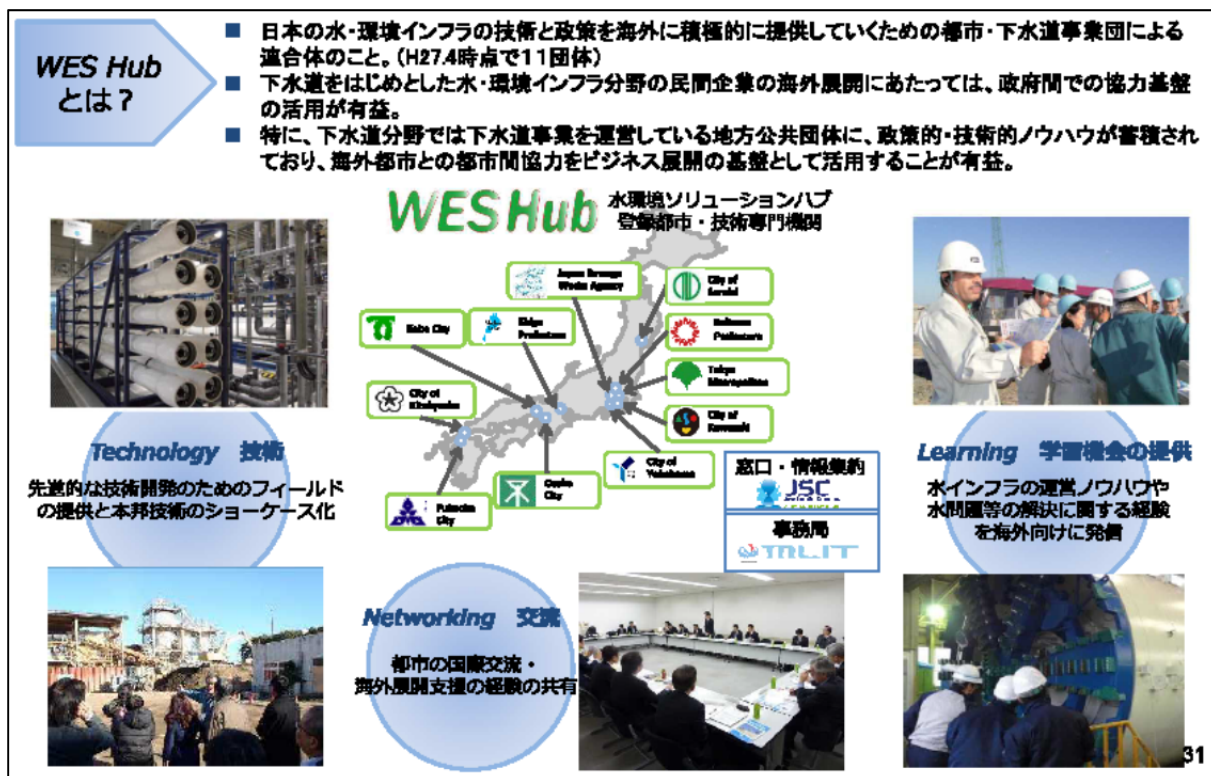 WES Hub
とは？
■ 日本の水・環境インフラの技術と政策を海外に積極的に提供していくための都市・下水道事業団による
連合体のこと。（H27.4時点で１１団体）
■ 下水道をはじめとした水・環境インフラ分野の民間企業の海外展開にあたっては、政府間での協力基盤
の活用が有益。
■ 特に、下水道分野では下水道事業を運営している地方公共団体に、政策的・技術的ノウハウが蓄積され
ており、海外都市との都市間協力をビジネス展開の基盤として活用することが有益。
WES Hub
水環境ソリューションハブ
登録都市・技術専門機関
Japan Sewage
Works Agency
City of
Kobe City
Shiga
Prefecture
Prefecture
Tokyo
Metropolitan
City of
Kitakyushu
City of
Kawasaki
City of
Yokohama
Osaka
City
Fukuoka
City
窓口・情報集約
JSC
事務局
MLIT
Technology 技術
先進的な技術開発のためのフィールド
の提供と本邦技術のショーケース化
Learning 学習機会の提供
水インフラの運営ノウハウや
水問題等の解決に関する経験
を海外向けに発信
Networking 交流
都市の国際交流・
海外展開支援の経験の共有
31